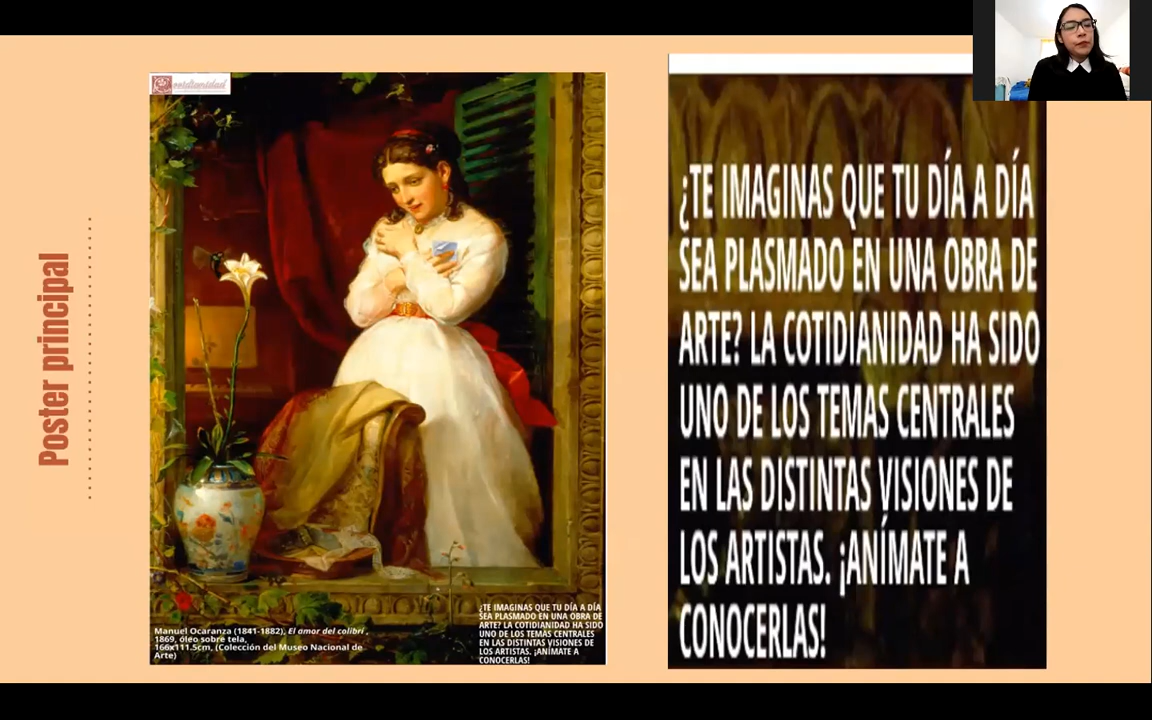 Poster principal
Cotidianidad
Manuel Ocaranza (1841-1882), El amor del colibrí ,
1869, óleo sobre tela,
166x111.5cm, (Colección del Museo Nacional de
Arte)
¿TE IMAGINAS QUE TU DÍA A DÍA
SEA PLASMADO EN UNA OBRA DE
ARTE? LA COTIDIANIDAD HA SIDO
UNO DE LOS TEMAS CENTRALES
EN LAS DISTINTAS VISIONES DE
LOS ARTISTAS. ¡ANÍMATE A
CONOCERLAS!
¿TE IMAGINAS QUE TU DÍA A DÍA
SEA PLASMADO EN UNA OBRA DE
ARTE? LA COTIDIANIDAD HA SIDO
UNO DE LOS TEMAS CENTRALES
EN LAS DISTINTAS VISIONES DE
LOS ARTISTAS. ¡ANÍMATE A
CONOCERLAS!